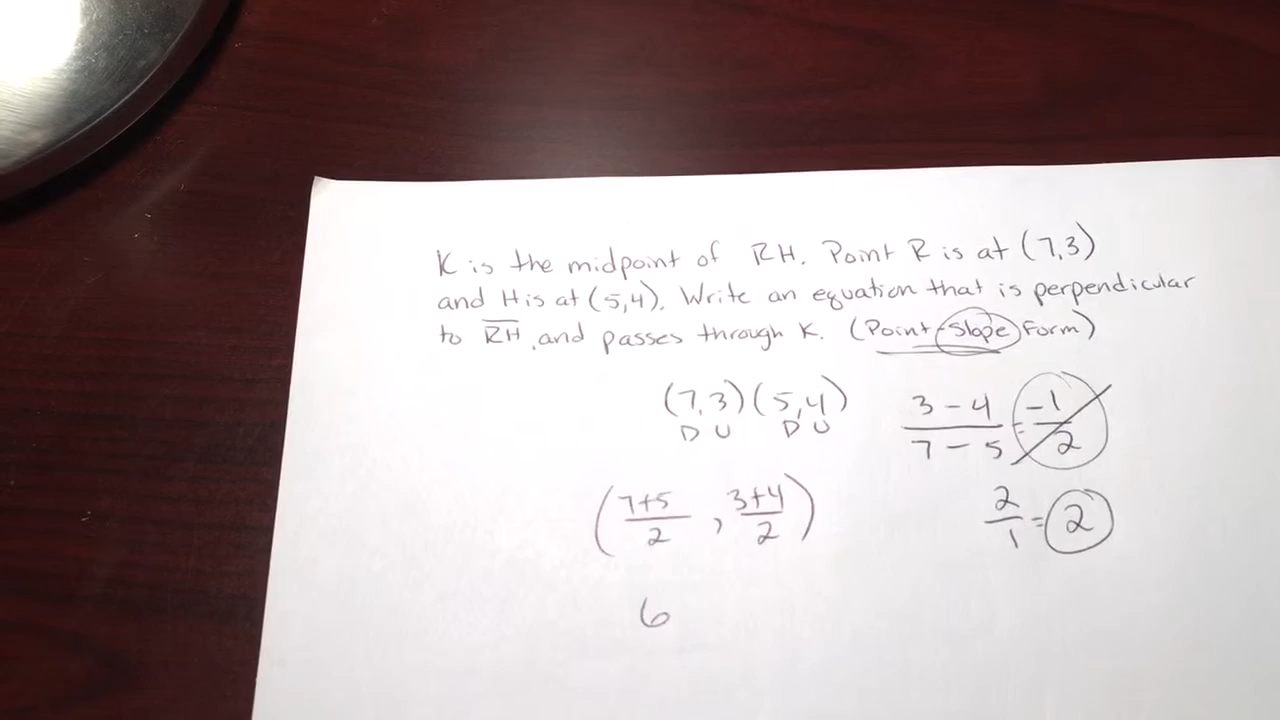 K is the midpoint of RH. Point R is at (7,3)
and H is at (5,4). Write an equation that is perpendicular
to RH, and passes through K. (Point-Slope Form)
(7,3)(5,4)
D U D U
3-4/7-5 = -1/2
(7+5/2, 3+4/2)
2/1 = 2
6